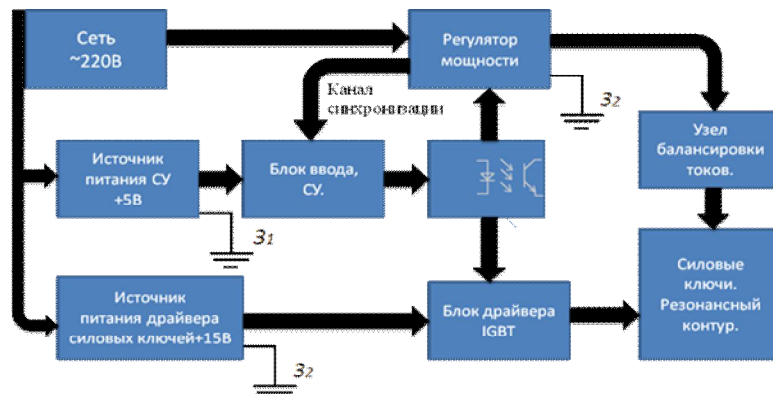 Сеть
~220В
Регулятор
мощности
Канал
синхронизации
З₂
Узел
балансировки
токов.
Источник
питания СУ
+5В
Блок ввода,
СУ.
З₁
Силовые
ключи.
Резонансный
контур.
Источник
питания драйвера
силовых ключей+15В
Блок драйвера
IGBT
З₂